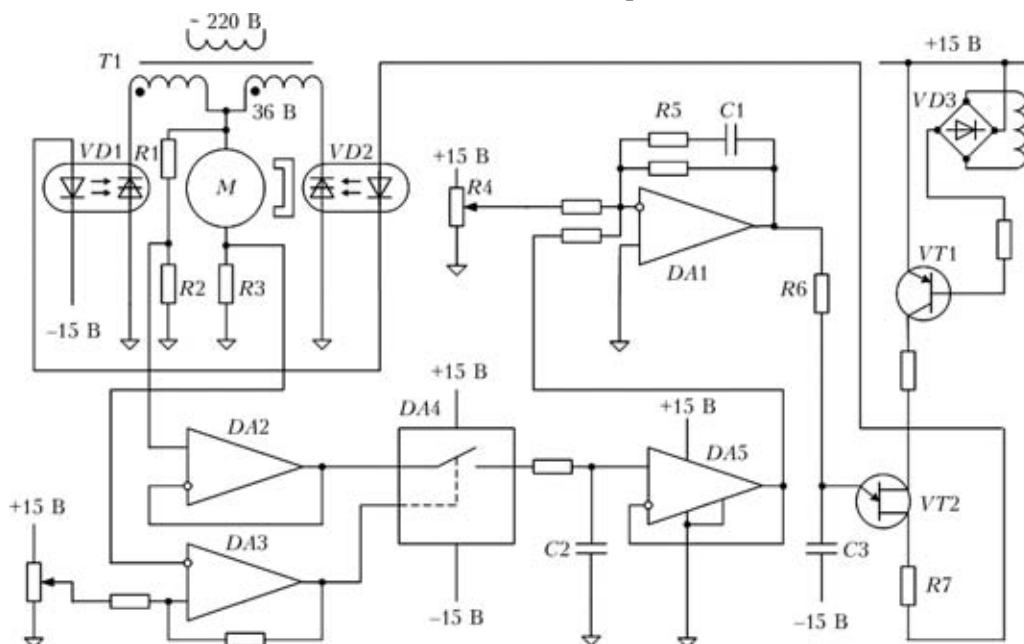 ~ 220 В
T1
36 В
+15 В
VD3
VD1
R1
M
VD2
+15 В
R4
R5
C1
DA1
VT1
R2
R3
R6
–15 В
DA2
+15 В
DA4
+15 В
DA5
VT2
+15 В
DA3
C2
C3
R7
–15 В
–15 В